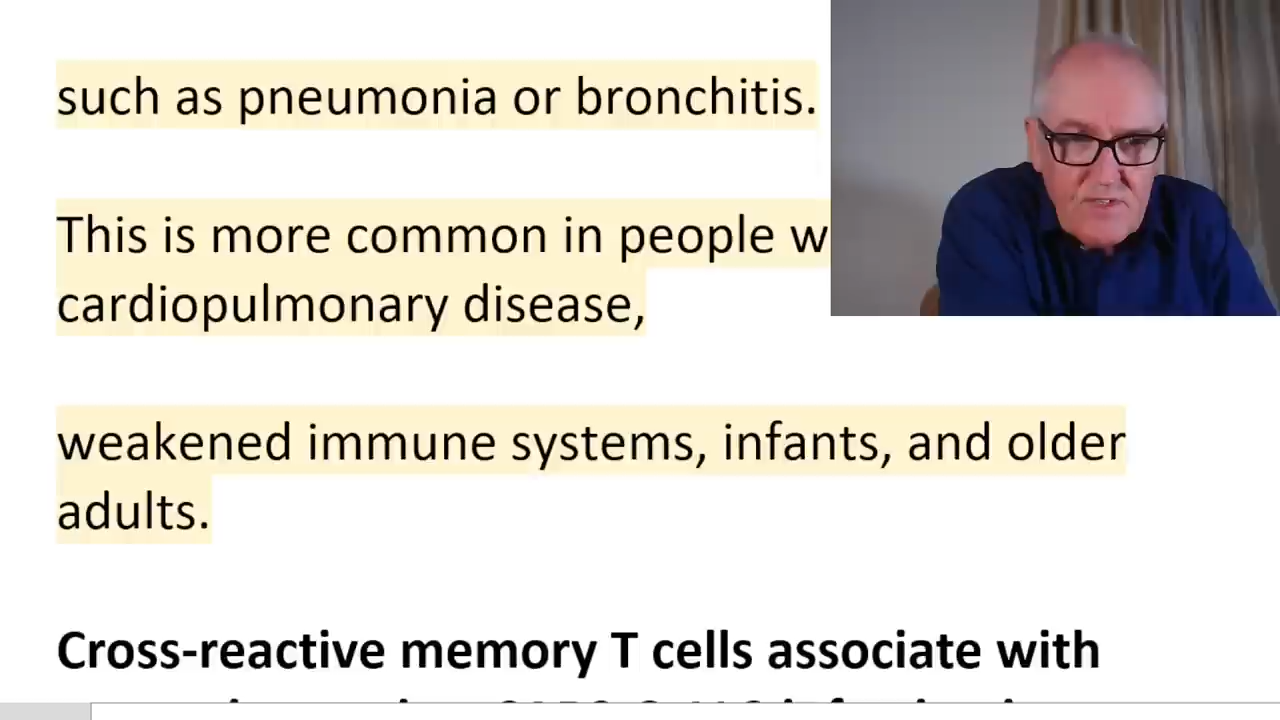 such as pneumonia or bronchitis.
This is more common in people
cardiopulmonary disease,
weakened immune systems, infants, and older
adults.
Cross-reactive memory T cells associate with